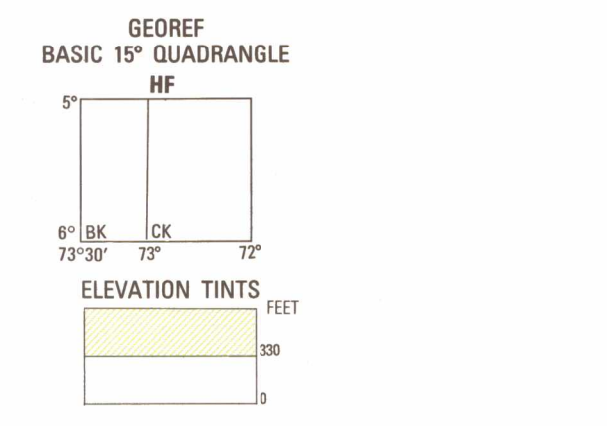 GEOREF
BASIC 15° QUADRANGLE
HF
5°
6° BK CK
73°30' 73° 72°
ELEVATION TINTS
FEET
330
0